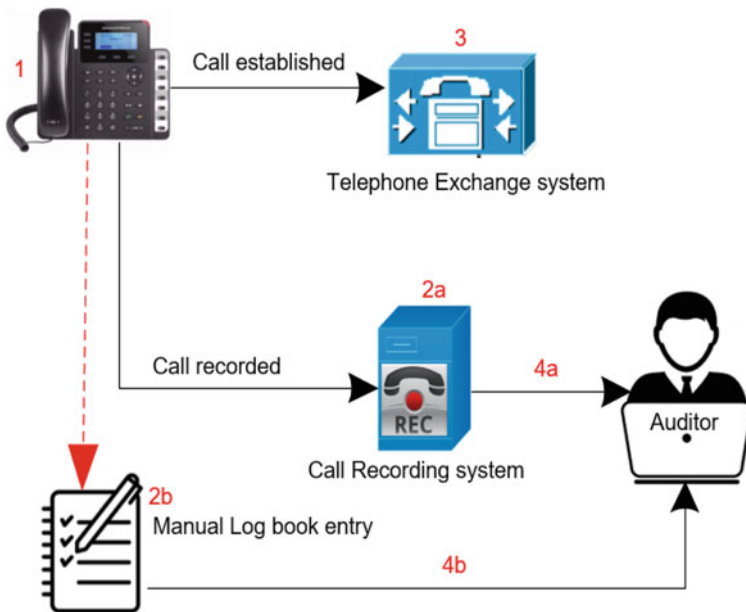 1
Call established
3
Telephone Exchange system
2a
Call recorded
REC
4a
Auditor
Call Recording system
2b
Manual Log book entry
4b